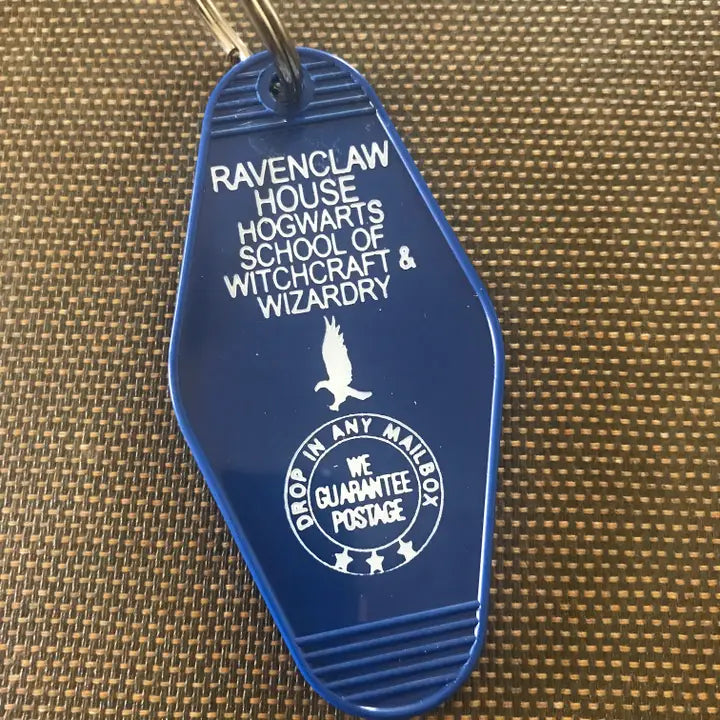 RAVENCLAW
HOUSE
HOGWARTS
SCHOOL OF
WITCHCRAFT &
WIZARDRY
DROP IN ANY MAILBOX
WE
GUARANTEE
POSTAGE